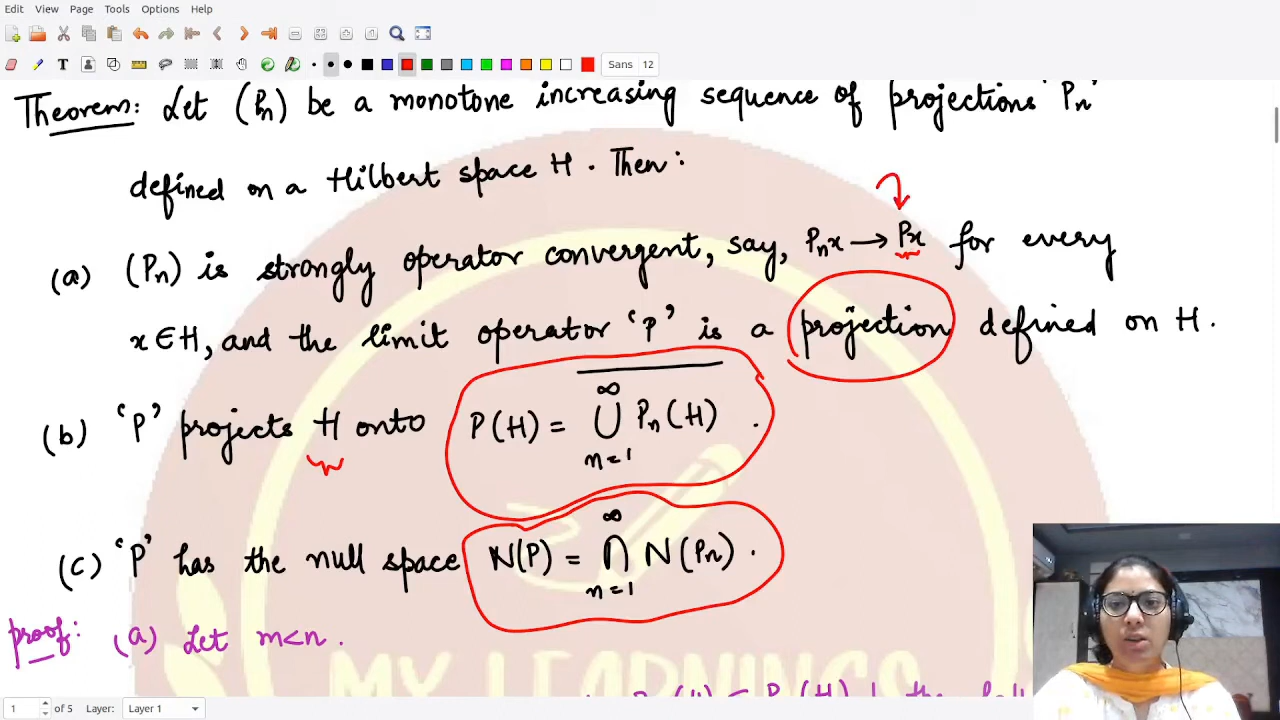 Edit View Page Tools Options Help
Sans 12
Theorem: Let (Pn) be a monotone increasing sequence of projections 'Pn'
defined on a Hilbert space H. Then:
(a) (Pn) is strongly operator convergent, say, Pnx → Px for every
x ∈ H, and the limit operator 'P' is a projection defined on H.
(b) 'P' projects H onto P(H) = \overline{∪_{n=1}^{∞} Pn(H)}.
(c) 'P' has the null space N(P) = ∩_{n=1}^{∞} N(Pn).
proof: (a) Let m<n.
MY LEARNINGS
1 of 5 Layer: Layer 1